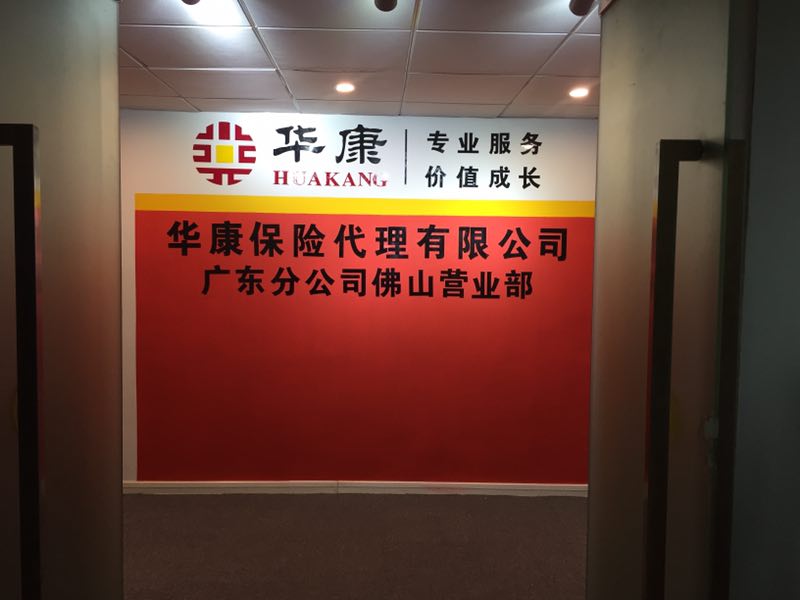 华康
HUAKANG
专业服务
价值成长
华康保险代理有限公司
广东分公司佛山营业部